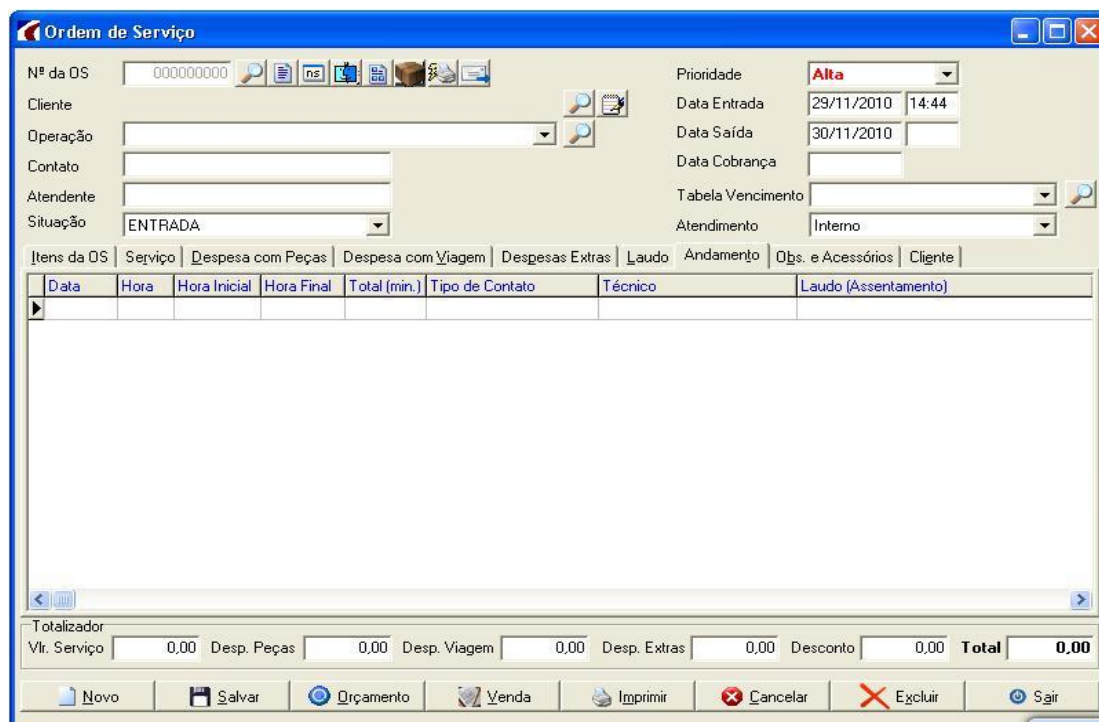 Ordem de Serviço
Nº da OS 000000000 ns
Prioridade Alta
Cliente
Data Entrada 29/11/2010 14:44
Operação
Data Saída 30/11/2010
Contato
Data Cobrança
Atendente
Tabela Vencimento
Situação ENTRADA
Atendimento Interno
Itens da OS Serviço Despesa com Peças Despesa com Viagem Despesas Extras Laudo Andamento Obs. e Acessórios Cliente
Data Hora Hora Inicial Hora Final Total (min.) Tipo de Contato Técnico Laudo (Assentamento)
Totalizador
Vlr. Serviço 0,00 Desp. Peças 0,00 Desp. Viagem 0,00 Desp. Extras 0,00 Desconto 0,00 Total 0,00
Novo Salvar Orçamento Venda Imprimir Cancelar Excluir Sair